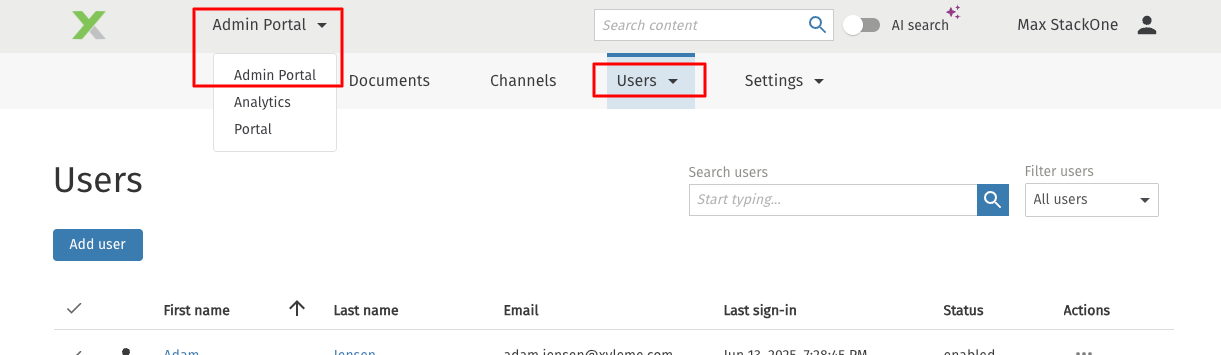 Admin Portal
Search content
AI search
Max StackOne
Admin Portal
Analytics
Portal
Documents
Channels
Users
Settings
Users
Search users
Start typing...
Filter users
All users
Add user
First name
Last name
Email
Last sign-in
Status
Actions
Adam
Jensen
adam.jensen@xyleme.com
Jun 13, 2025, 7:28:45 PM
enabled